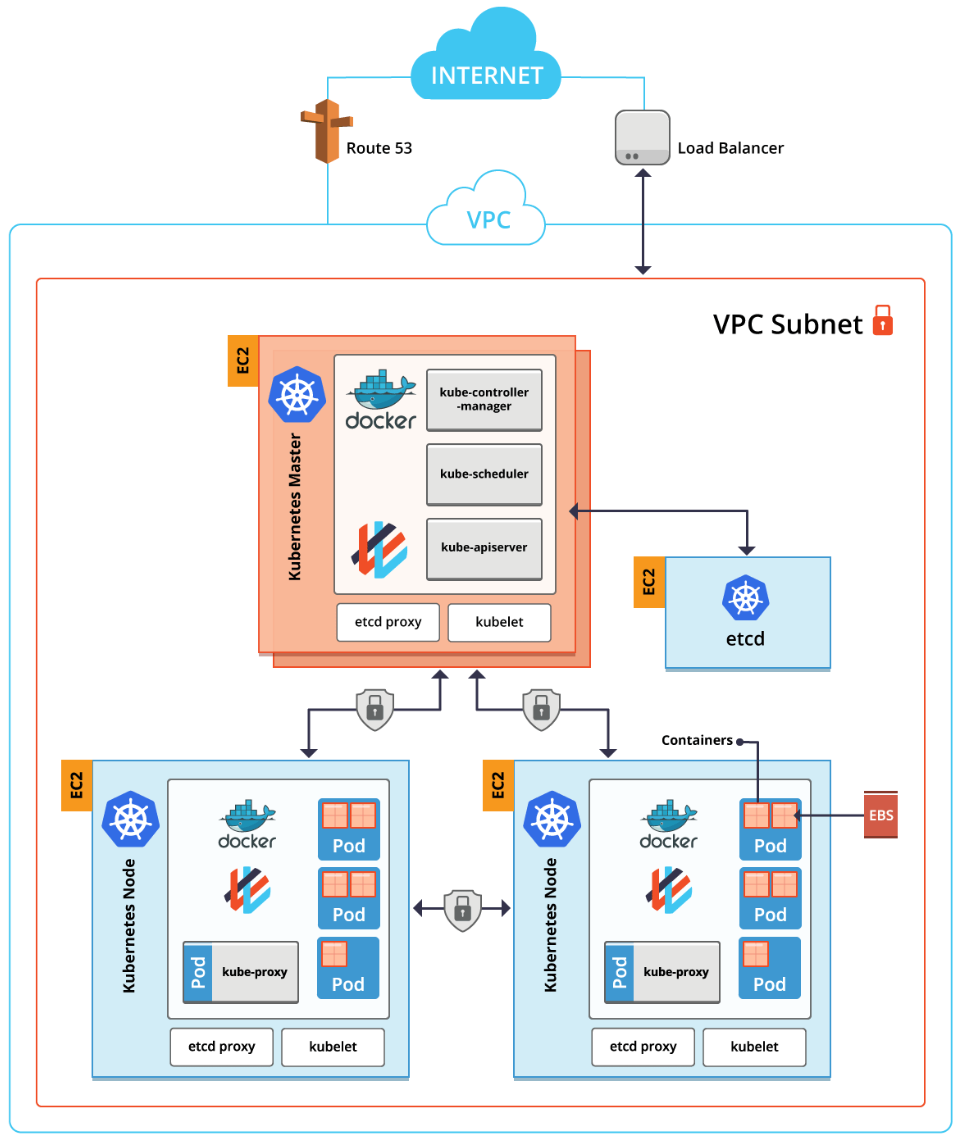 INTERNET
Route 53
Load Balancer
VPC
VPC Subnet
EC2
Kubernetes Master
docker
kube-controller
-manager
kube-scheduler
kube-apiserver
etcd proxy
kubelet
EC2
etcd
Containers
EC2
Kubernetes Node
docker
Pod
Pod
Pod
Pod
kube-proxy
etcd proxy
kubelet
EC2
Kubernetes Node
docker
Pod
EBS
Pod
Pod
Pod
kube-proxy
etcd proxy
kubelet